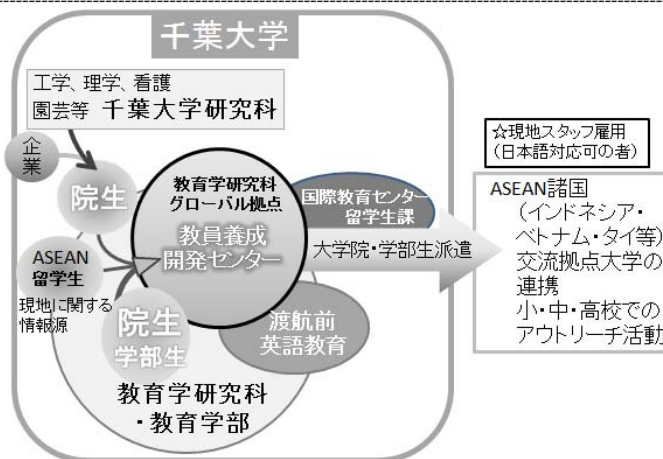 千葉大学
工学、理学、看護
園芸等 千葉大学研究科
企
業
院生
ASEAN
留学生
現地に関する
情報源
教育学研究科
グローバル拠点
教員養成
開発センター
院生
学部生
教育学研究科
・教育学部
国際教育センター
留学生課
大学院・学部生派遣
渡航前
英語教育
☆現地スタッフ雇用
(日本語対応可の者)
ASEAN諸国
(インドネシア・
ベトナム・タイ等)
交流拠点大学の
連携
小・中・高校での
アウトリーチ活動